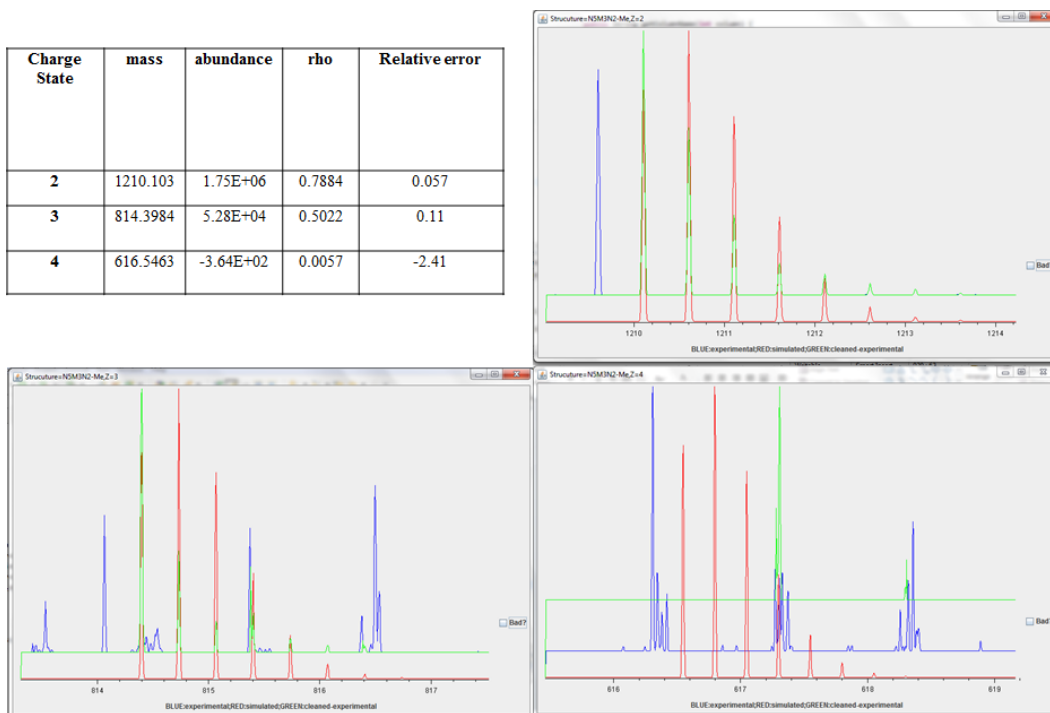 Charge State mass abundance rho Relative error
2 1210.103 1.75E+06 0.7884 0.057
3 814.3984 5.28E+04 0.5022 0.11
4 616.5463 -3.64E+02 0.0057 -2.41
Strucuture=N5M3N2-Me,Z=2
Bad?
1210 1211 1212 1213 1214
BLUE:experimental;RED:simulated;GREEN:cleaned-experimental
Strucuture=N5M3N2-Me,Z=3
Bad?
814 815 816 817
BLUE:experimental;RED:simulated;GREEN:cleaned-experimental
Strucuture=N5M3N2-Me,Z=4
Bad?
616 617 618 619
BLUE:experimental;RED:simulated;GREEN:cleaned-experimental